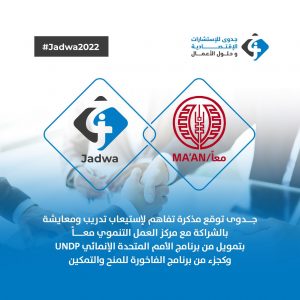 #Jadwa2022
جدوى للإستشارات
الإقتصادية
و حلول الأعمال
Jadwa
MA'AN/معاً
جدوى توقع مذكرة تفاهم لإستيعاب تدريب ومعايشة
بالشراكة مع مركز العمل التنموي معـــاً
بتمويل من برنامج الأمم المتحدة الإنمائي UNDP
وكجزء من برنامج الفاخورة للمنح والتمكين